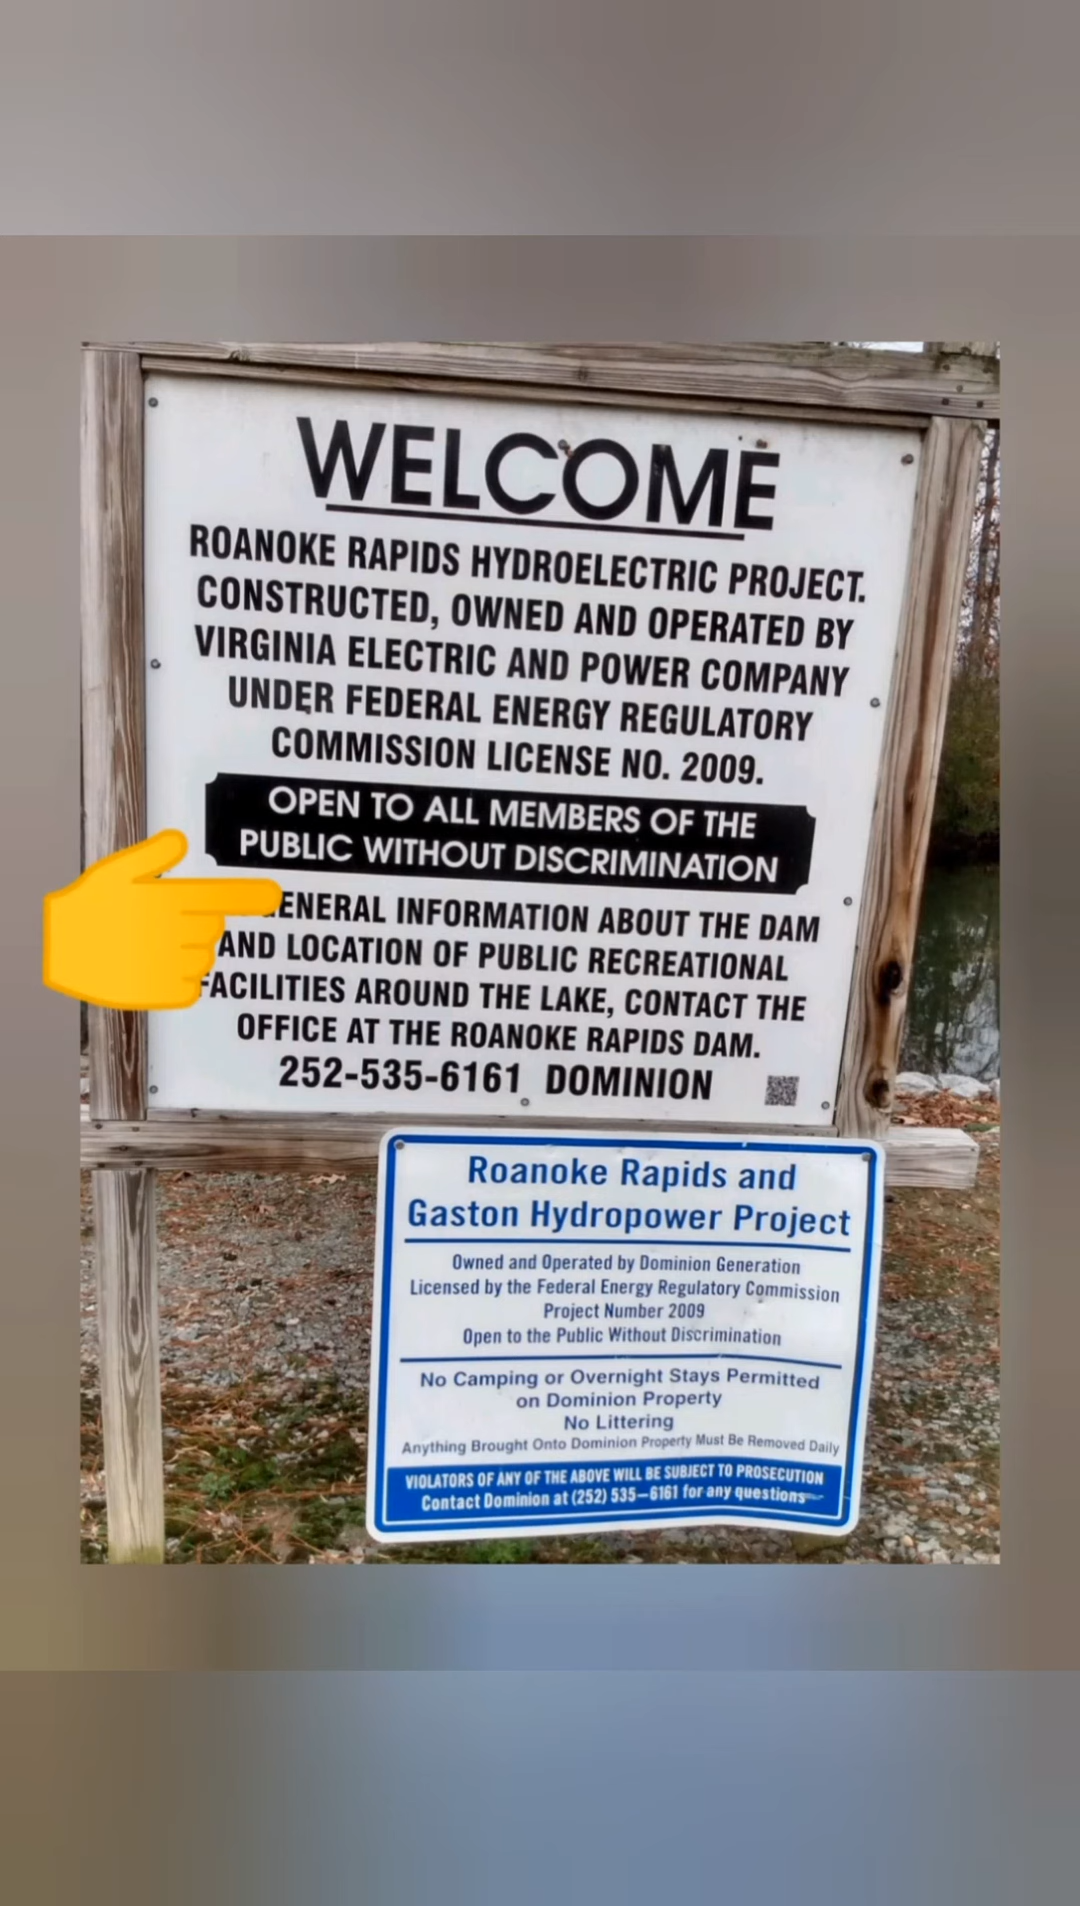 WELCOME
ROANOKE RAPIDS HYDROELECTRIC PROJECT.
CONSTRUCTED, OWNED AND OPERATED BY
VIRGINIA ELECTRIC AND POWER COMPANY
UNDER FEDERAL ENERGY REGULATORY
COMMISSION LICENSE NO. 2009.
OPEN TO ALL MEMBERS OF THE
PUBLIC WITHOUT DISCRIMINATION
GENERAL INFORMATION ABOUT THE DAM
AND LOCATION OF PUBLIC RECREATIONAL
FACILITIES AROUND THE LAKE, CONTACT THE
OFFICE AT THE ROANOKE RAPIDS DAM.
252-535-6161 DOMINION
Roanoke Rapids and
Gaston Hydropower Project
Owned and Operated by Dominion Generation
Licensed by the Federal Energy Regulatory Commission
Project Number 2009
Open to the Public Without Discrimination
No Camping or Overnight Stays Permitted
on Dominion Property
No Littering
Anything Brought Onto Dominion Property Must Be Removed Daily
VIOLATORS OF ANY OF THE ABOVE WILL BE SUBJECT TO PROSECUTION
Contact Dominion at (252) 535-6161 for any questions